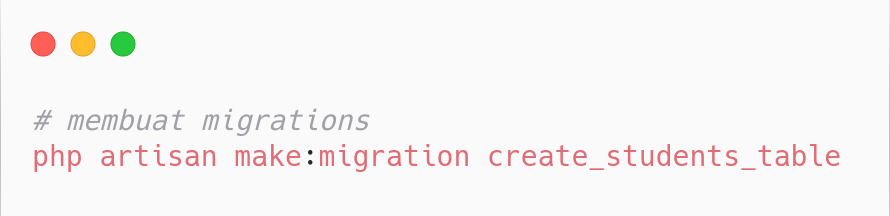 # membuat migrations
php artisan make:migration create_students_table